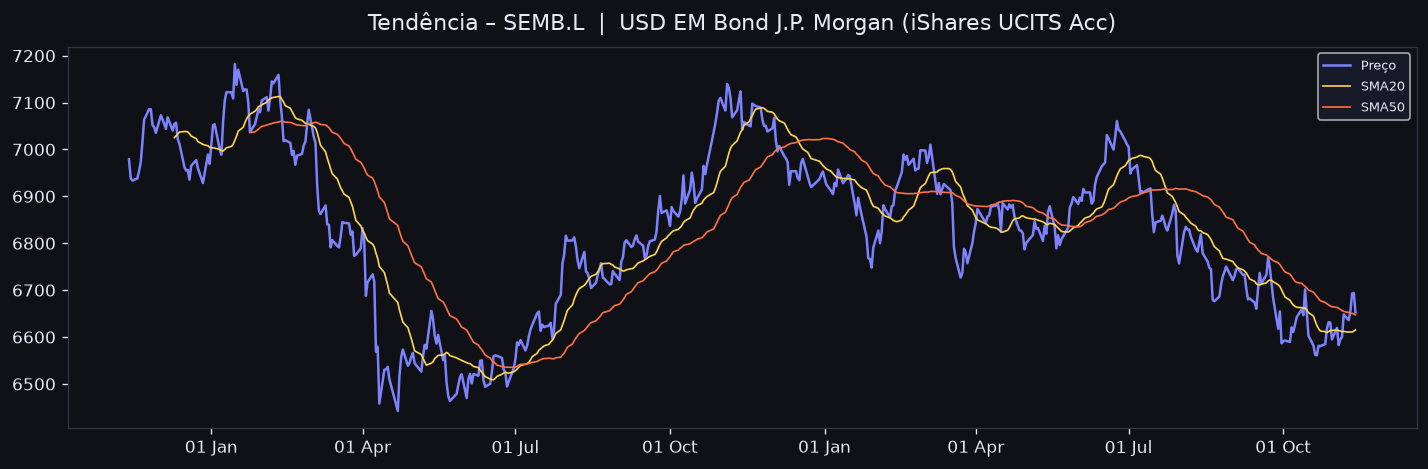 Tendência – SEMB.L | USD EM Bond J.P. Morgan (iShares UCITS Acc)
7200
7100
7000
6900
6800
6700
6600
6500
Preço
SMA20
SMA50
01 Jan
01 Apr
01 Jul
01 Oct
01 Jan
01 Apr
01 Jul
01 Oct